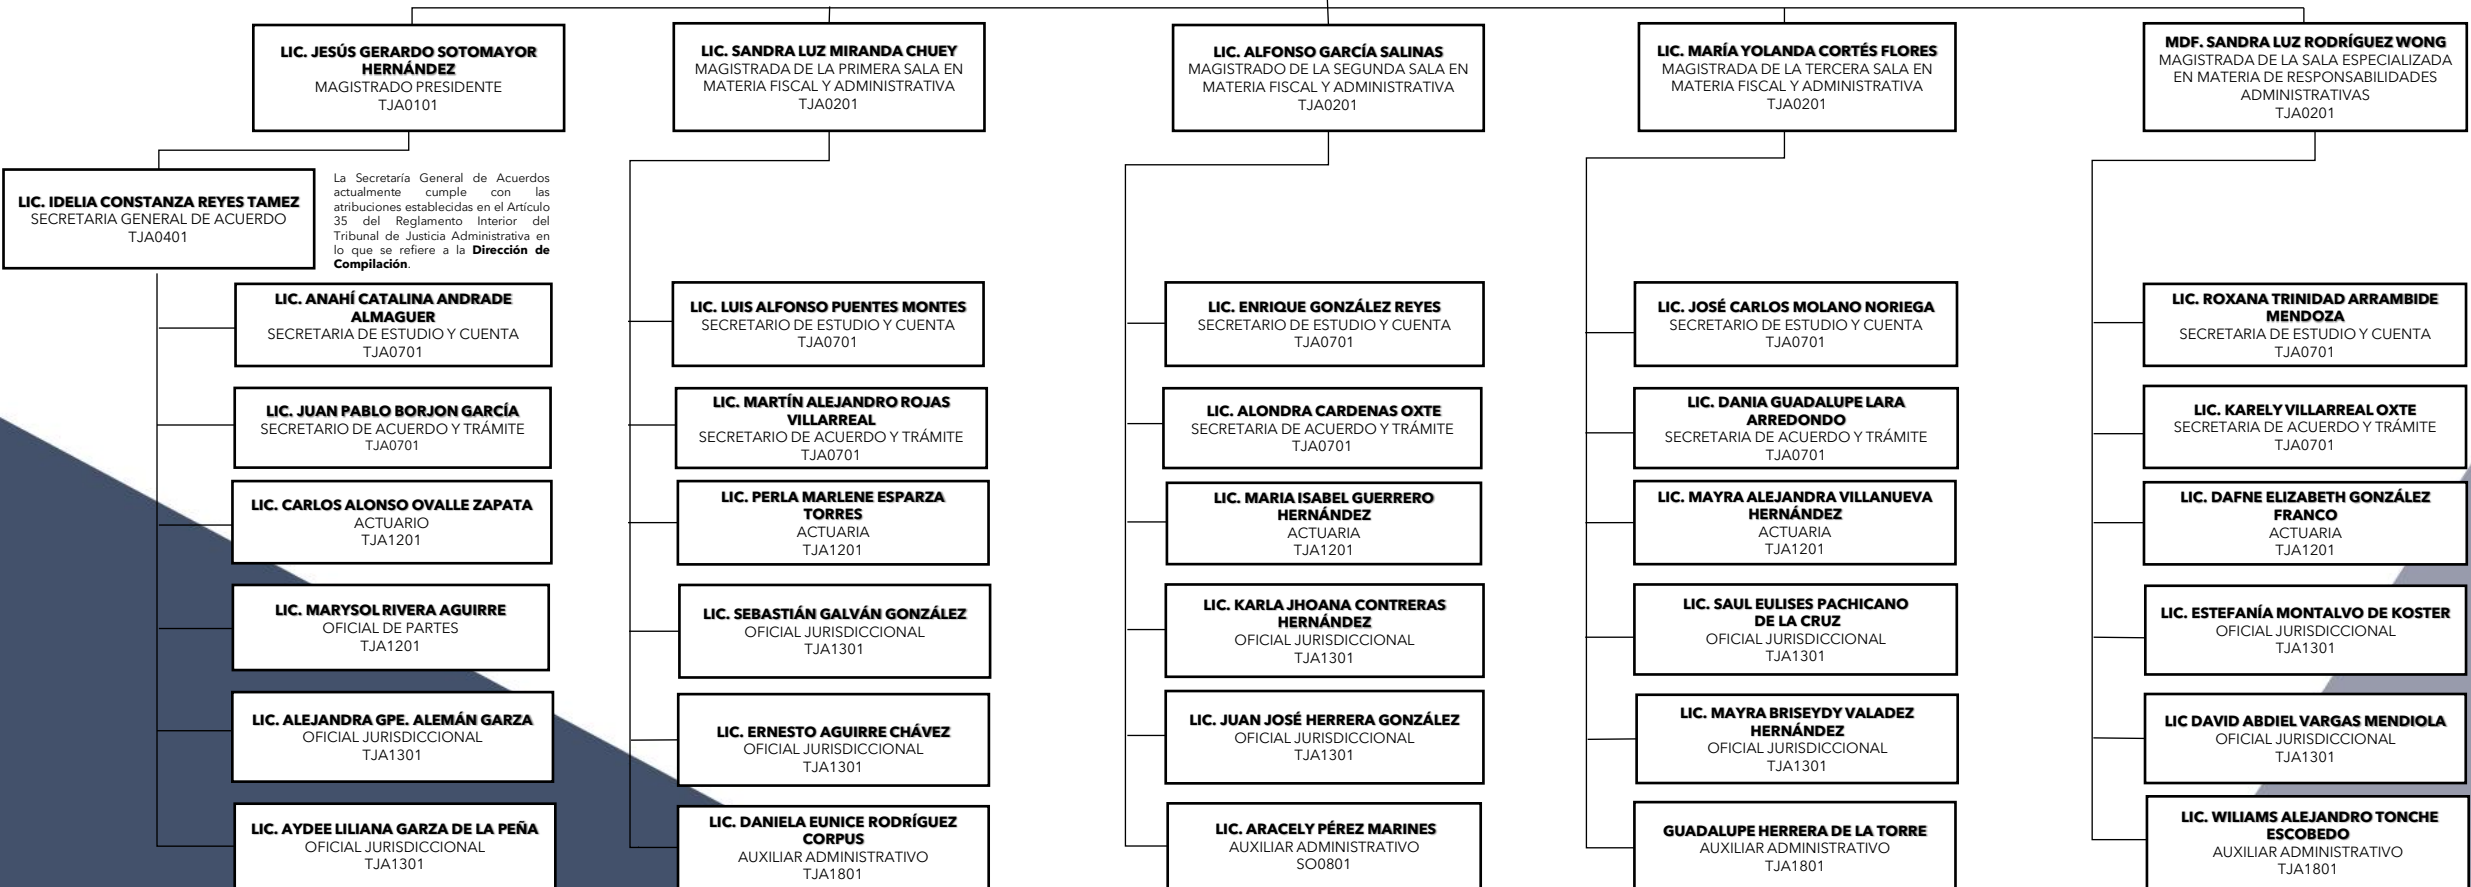 LIC. JESÚS GERARDO SOTOMAYOR
HERNÁNDEZ
MAGISTRADO PRESIDENTE
TJA0101
LIC. SANDRA LUZ MIRANDA CHUEY
MAGISTRADA DE LA PRIMERA SALA EN
MATERIA FISCAL Y ADMINISTRATIVA
TJA0201
LIC. ALFONSO GARCÍA SALINAS
MAGISTRADO DE LA SEGUNDA SALA EN
MATERIA FISCAL Y ADMINISTRATIVA
TJA0201
LIC. MARÍA YOLANDA CORTÉS FLORES
MAGISTRADA DE LA TERCERA SALA EN
MATERIA FISCAL Y ADMINISTRATIVA
TJA0201
MDF. SANDRA LUZ RODRÍGUEZ WONG
MAGISTRADA DE LA SALA ESPECIALIZADA
EN MATERIA DE RESPONSABILIDADES
ADMINISTRATIVAS
TJA0201
LIC. IDELIA CONSTANZA REYES TAMEZ
SECRETARIA GENERAL DE ACUERDO
TJA0401
La Secretaría General de Acuerdos
actualmente cumple con las
atribuciones establecidas en el Artículo
35 del Reglamento Interior del
Tribunal de Justicia Administrativa en
lo que se refiere a la Dirección de
Compilación.
LIC. ANAHÍ CATALINA ANDRADE
ALMAGUER
SECRETARIA DE ESTUDIO Y CUENTA
TJA0701
LIC. JUAN PABLO BORJON GARCÍA
SECRETARIO DE ACUERDO Y TRÁMITE
TJA0701
LIC. CARLOS ALONSO OVALLE ZAPATA
ACTUARIO
TJA1201
LIC. MARYSOL RIVERA AGUIRRE
OFICIAL DE PARTES
TJA1201
LIC. ALEJANDRA GPE. ALEMÁN GARZA
OFICIAL JURISDICCIONAL
TJA1301
LIC. AYDEE LILIANA GARZA DE LA PEÑA
OFICIAL JURISDICCIONAL
TJA1301
LIC. LUIS ALFONSO PUENTES MONTES
SECRETARIO DE ESTUDIO Y CUENTA
TJA0701
LIC. MARTÍN ALEJANDRO ROJAS
VILLARREAL
SECRETARIO DE ACUERDO Y TRÁMITE
TJA0701
LIC. PERLA MARLENE ESPARZA
TORRES
ACTUARIA
TJA1201
LIC. SEBASTIÁN GALVÁN GONZÁLEZ
OFICIAL JURISDICCIONAL
TJA1301
LIC. ERNESTO AGUIRRE CHÁVEZ
OFICIAL JURISDICCIONAL
TJA1301
LIC. DANIELA EUNICE RODRÍGUEZ
CORPUS
AUXILIAR ADMINISTRATIVO
TJA1801
LIC. ENRIQUE GONZÁLEZ REYES
SECRETARIO DE ESTUDIO Y CUENTA
TJA0701
LIC. ALONDRA CARDENAS OXTE
SECRETARIA DE ACUERDO Y TRÁMITE
TJA0701
LIC. MARIA ISABEL GUERRERO
HERNÁNDEZ
ACTUARIA
TJA1201
LIC. KARLA JHOANA CONTRERAS
HERNÁNDEZ
OFICIAL JURISDICCIONAL
TJA1301
LIC. JUAN JOSÉ HERRERA GONZÁLEZ
OFICIAL JURISDICCIONAL
TJA1301
LIC. ARACELY PÉREZ MARINES
AUXILIAR ADMINISTRATIVO
SO0801
LIC. JOSÉ CARLOS MOLANO NORIEGA
SECRETARIO DE ESTUDIO Y CUENTA
TJA0701
LIC. DANIA GUADALUPE LARA
ARREDONDO
SECRETARIA DE ACUERDO Y TRÁMITE
TJA0701
LIC. MAYRA ALEJANDRA VILLANUEVA
HERNÁNDEZ
ACTUARIA
TJA1201
LIC. SAUL EULISES PACHICANO
DE LA CRUZ
OFICIAL JURISDICCIONAL
TJA1301
LIC. MAYRA BRISEYDY VALADEZ
HERNÁNDEZ
OFICIAL JURISDICCIONAL
TJA1301
GUADALUPE HERRERA DE LA TORRE
AUXILIAR ADMINISTRATIVO
TJA1801
LIC. ROXANA TRINIDAD ARRAMBIDE
MENDOZA
SECRETARIA DE ESTUDIO Y CUENTA
TJA0701
LIC. KARELY VILLARREAL OXTE
SECRETARIA DE ACUERDO Y TRÁMITE
TJA0701
LIC. DAFNE ELIZABETH GONZÁLEZ
FRANCO
ACTUARIA
TJA1201
LIC. ESTEFANÍA MONTALVO DE KOSTER
OFICIAL JURISDICCIONAL
TJA1301
LIC DAVID ABDIEL VARGAS MENDIOLA
OFICIAL JURISDICCIONAL
TJA1301
LIC. WILIAMS ALEJANDRO TONCHE
ESCOBEDO
AUXILIAR ADMINISTRATIVO
TJA1801